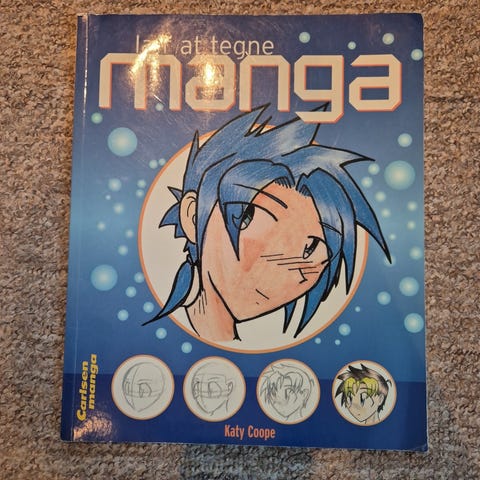 lær at tegne
manga
Carlsen
manga
Katy Coope